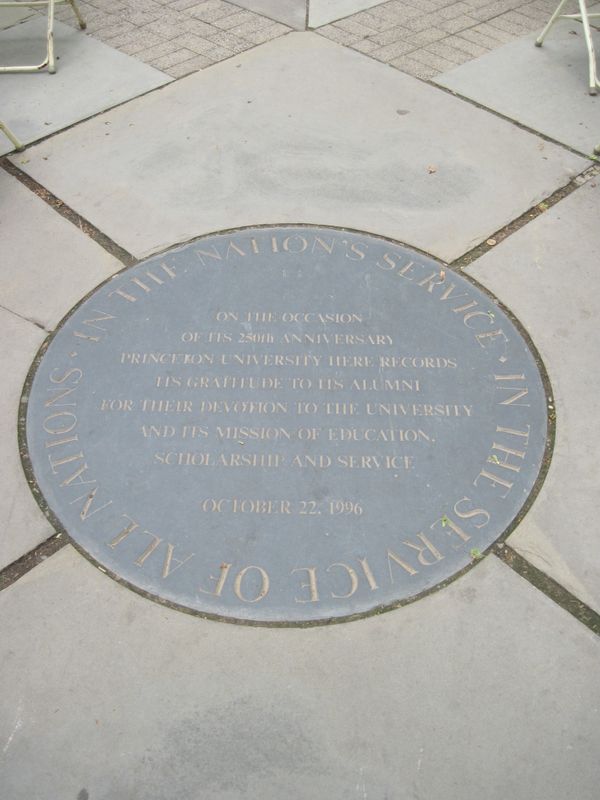 IN THE NATION'S SERVICE · IN THE SERVICE OF ALL NATIONS ·
ON THE OCCASION
OF ITS 250th ANNIVERSARY
PRINCETON UNIVERSITY HERE RECORDS
ITS GRATITUDE TO ITS ALUMNI
FOR THEIR DEVOTION TO THE UNIVERSITY
AND ITS MISSION OF EDUCATION,
SCHOLARSHIP AND SERVICE
OCTOBER 22, 1996